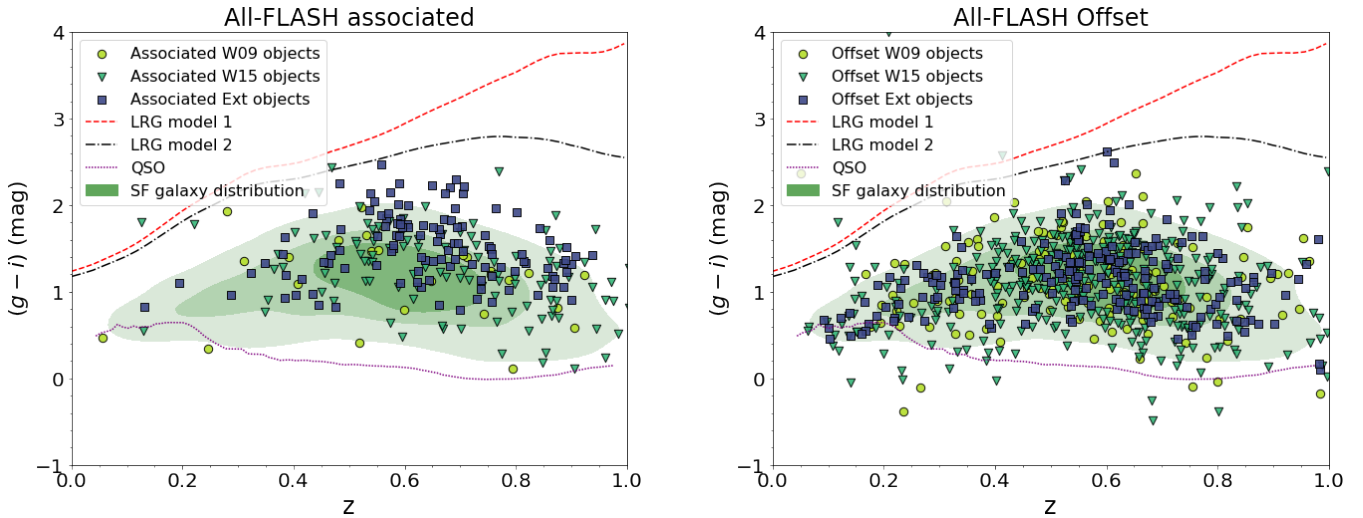 All-FLASH associated
4
3
2
1
0
−1
(g − i) (mag)
Associated W09 objects
Associated W15 objects
Associated Ext objects
LRG model 1
LRG model 2
QSO
SF galaxy distribution
0.0 0.2 0.4 0.6 0.8 1.0
z
All-FLASH Offset
4
3
2
1
0
−1
(g − i) (mag)
Offset W09 objects
Offset W15 objects
Offset Ext objects
LRG model 1
LRG model 2
QSO
SF galaxy distribution
0.0 0.2 0.4 0.6 0.8 1.0
z